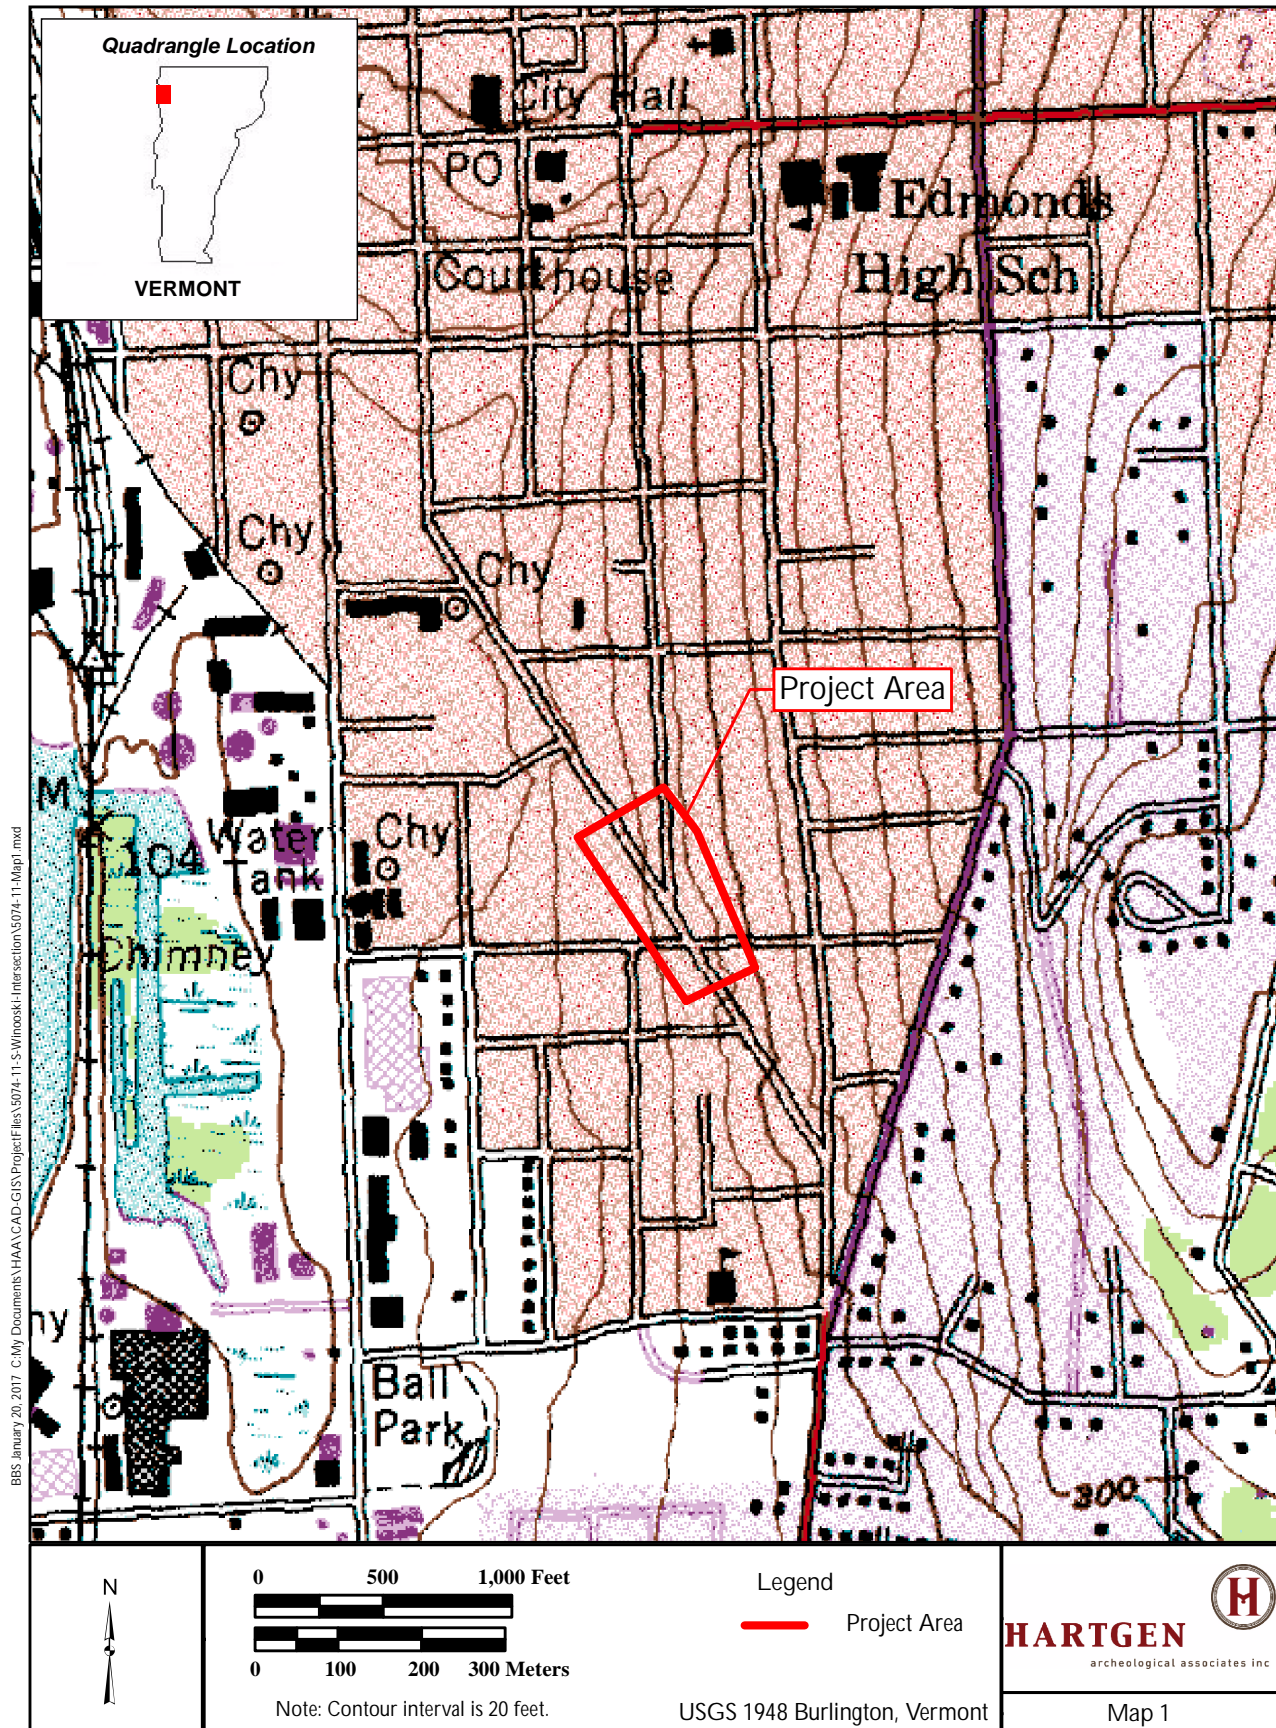 Quadrangle Location
VERMONT
2
City Hall
PO
Edmonds
High Sch
Courthouse
Chy
Chy
Chy
Project Area
M
104
Water
ank
Chy
Chimney
hy
Ball
Park
300
BBS January 20, 2017 C:\My Documents\HAA\CAD-GIS\ProjectFiles\5074-11-S-Winooski-Intersection\5074-11-Map1.mxd
N
0 500 1,000 Feet
0 100 200 300 Meters
Note: Contour interval is 20 feet.
Legend
Project Area
USGS 1948 Burlington, Vermont
H
HARTGEN
archeological associates inc
Map 1